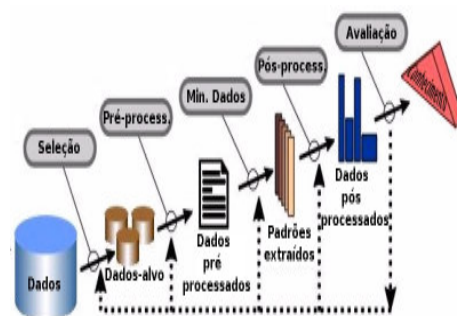 Avaliação
Pós-process.
Min. Dados
Pré-process.
Seleção
Conhecimento
Dados
Dados-alvo
Dados
pré
processados
Padrões
extraídos
Dados
pós
processados